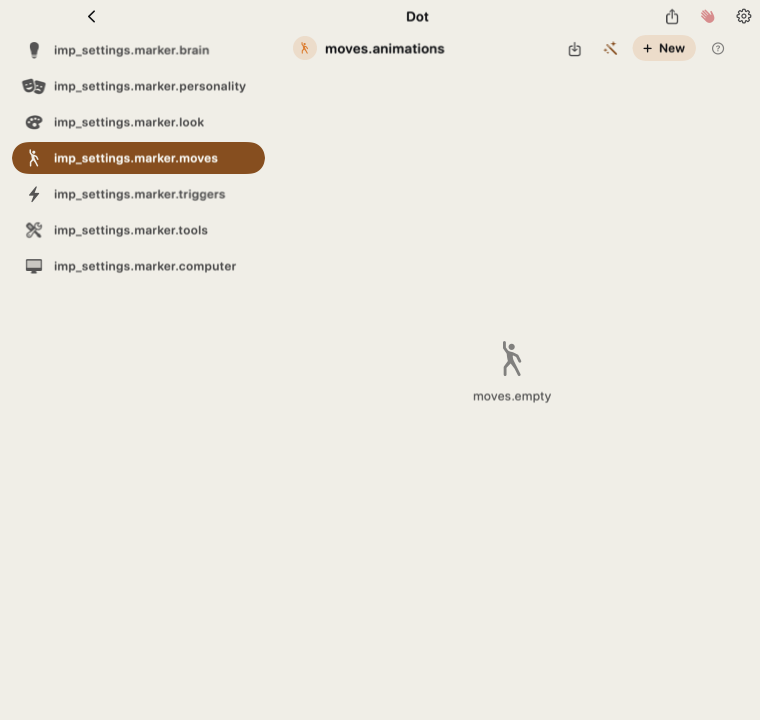 Dot
imp_settings.marker.brain
imp_settings.marker.personality
imp_settings.marker.look
imp_settings.marker.moves
imp_settings.marker.triggers
imp_settings.marker.tools
imp_settings.marker.computer
moves.animations
+ New
moves.empty